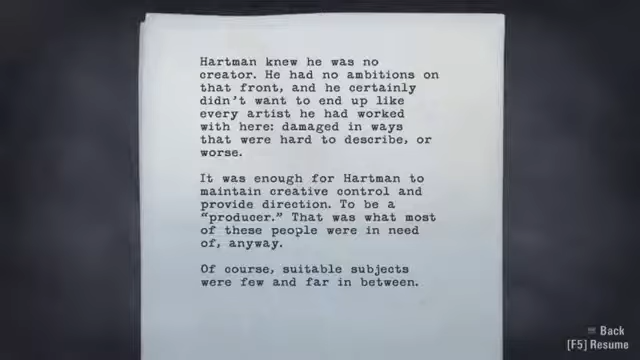 Hartman knew he was no
creator. He had no ambitions on
that front, and he certainly
didn't want to end up like
every artist he had worked
with here: damaged in ways
that were hard to describe, or
worse.
It was enough for Hartman to
maintain creative control and
provide direction. To be a
“producer.” That was what most
of these people were in need
of, anyway.
Of course, suitable subjects
were few and far in between.
Back
[F5] Resume